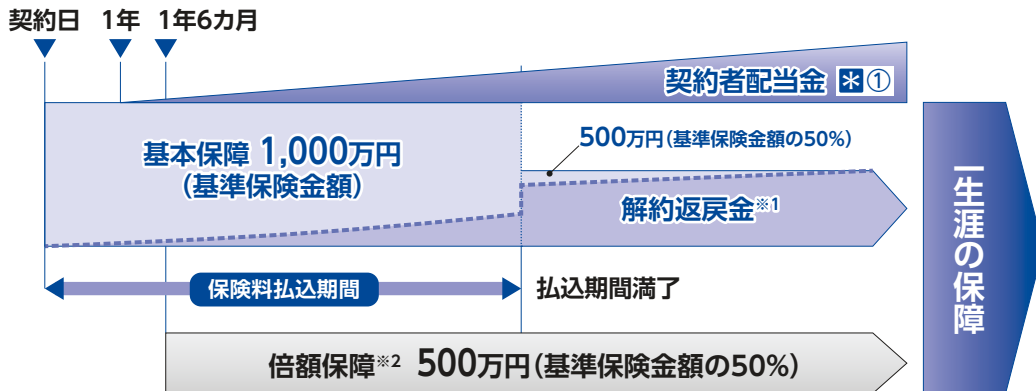 契約日 1年 1年6カ月
契約者配当金 *①
基本保障 1,000万円
(基準保険金額)
500万円(基準保険金額の50%)
解約返戻金※1
保険料払込期間
払込期間満了
倍額保障※2 500万円(基準保険金額の50%)
一生涯の保障